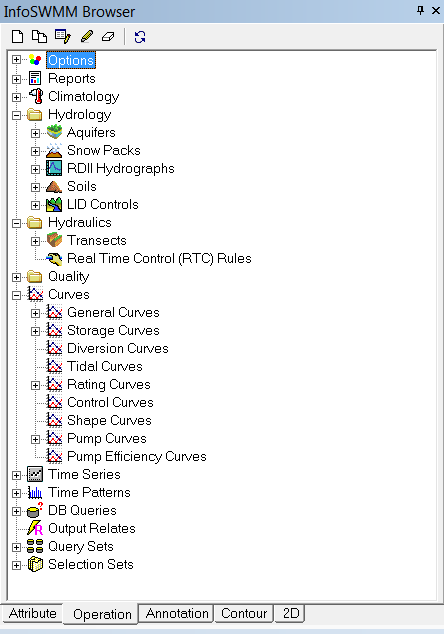 InfoSWMM Browser
Options
Reports
Climatology
Hydrology
Aquifers
Snow Packs
RDII Hydrographs
Soils
LID Controls
Hydraulics
Transects
Real Time Control (RTC) Rules
Quality
Curves
General Curves
Storage Curves
Diversion Curves
Tidal Curves
Rating Curves
Control Curves
Shape Curves
Pump Curves
Pump Efficiency Curves
Time Series
Time Patterns
DB Queries
Output Relates
Query Sets
Selection Sets
Attribute Operation Annotation Contour 2D